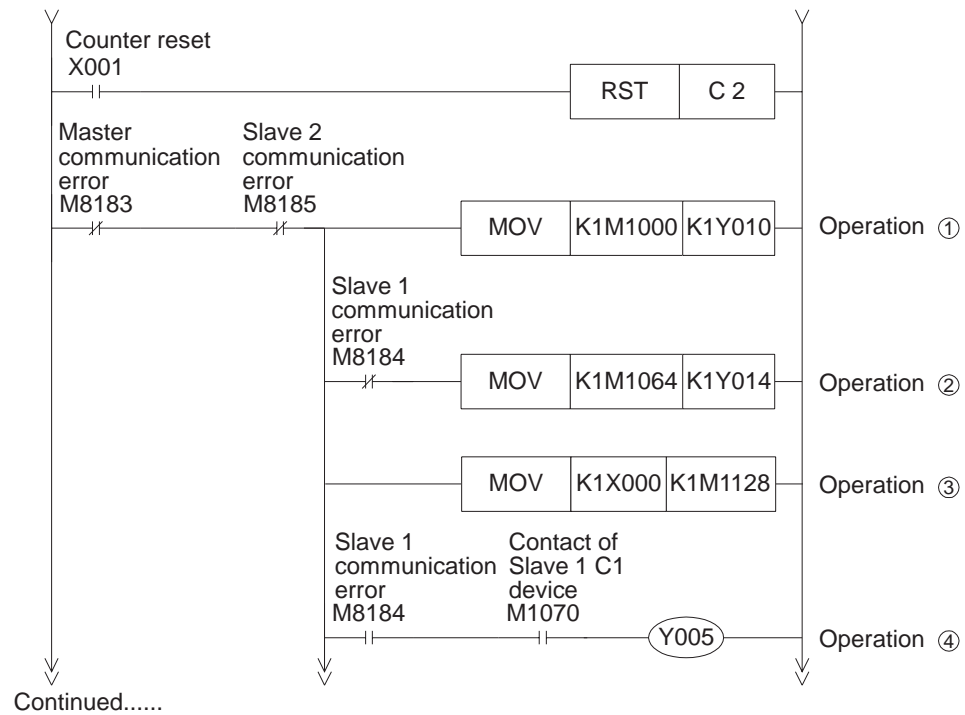 Counter reset
X001
RST C 2
Master
communication
error
M8183
Slave 2
communication
error
M8185
MOV K1M1000 K1Y010
Operation ①
Slave 1
communication
error
M8184
MOV K1M1064 K1Y014
Operation ②
MOV K1X000 K1M1128
Operation ③
Slave 1
communication
error
M8184
Contact of
Slave 1 C1
device
M1070
Y005
Operation ④
Continued......